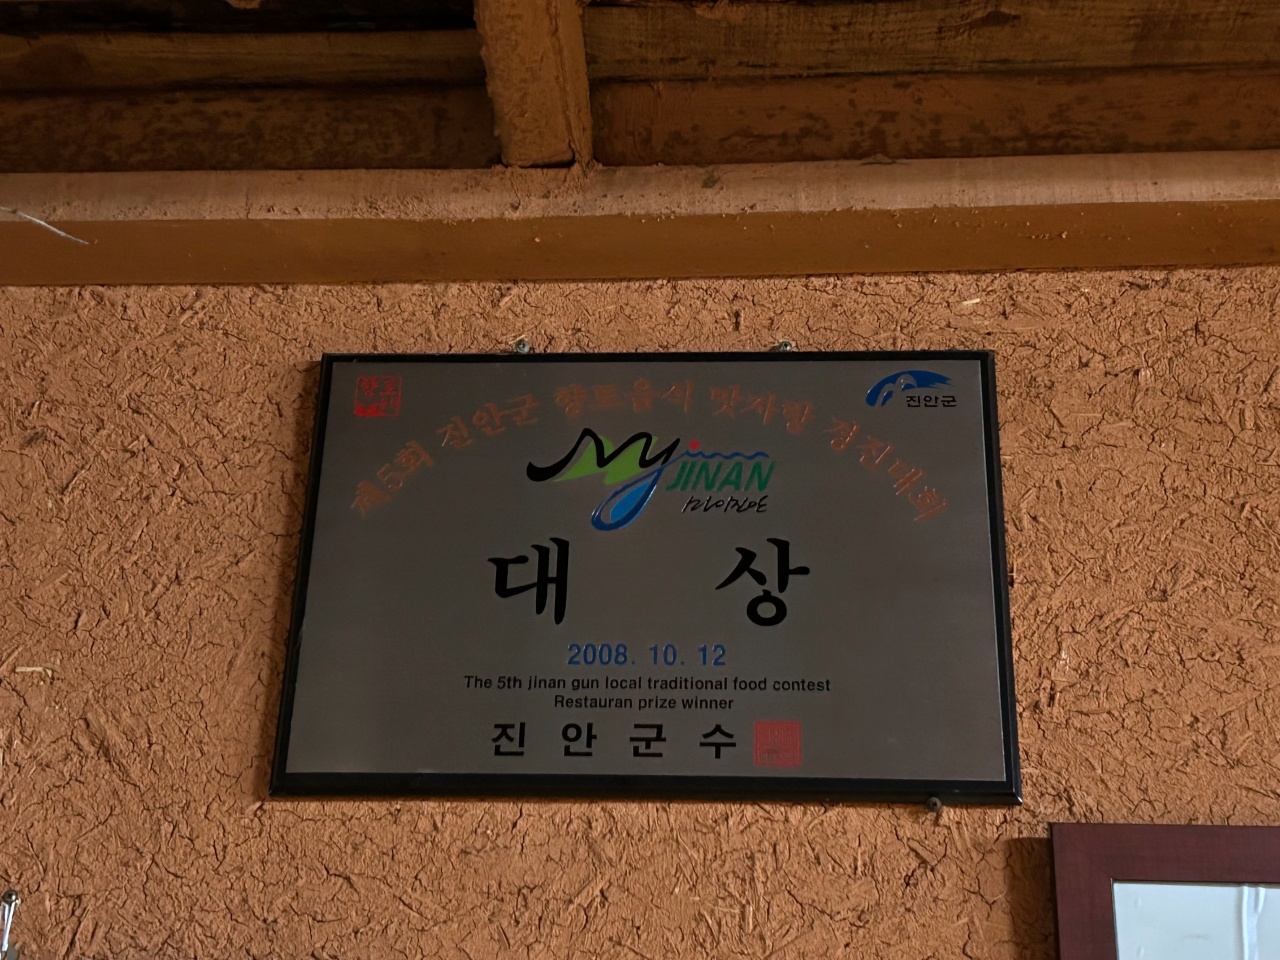 제5회 진안군 향토음식 맛자랑 경진대회
진안군
My JINAN
마이진안
대 상
2008. 10. 12
The 5th jinan gun local traditional food contest
Restauran prize winner
진 안 군 수